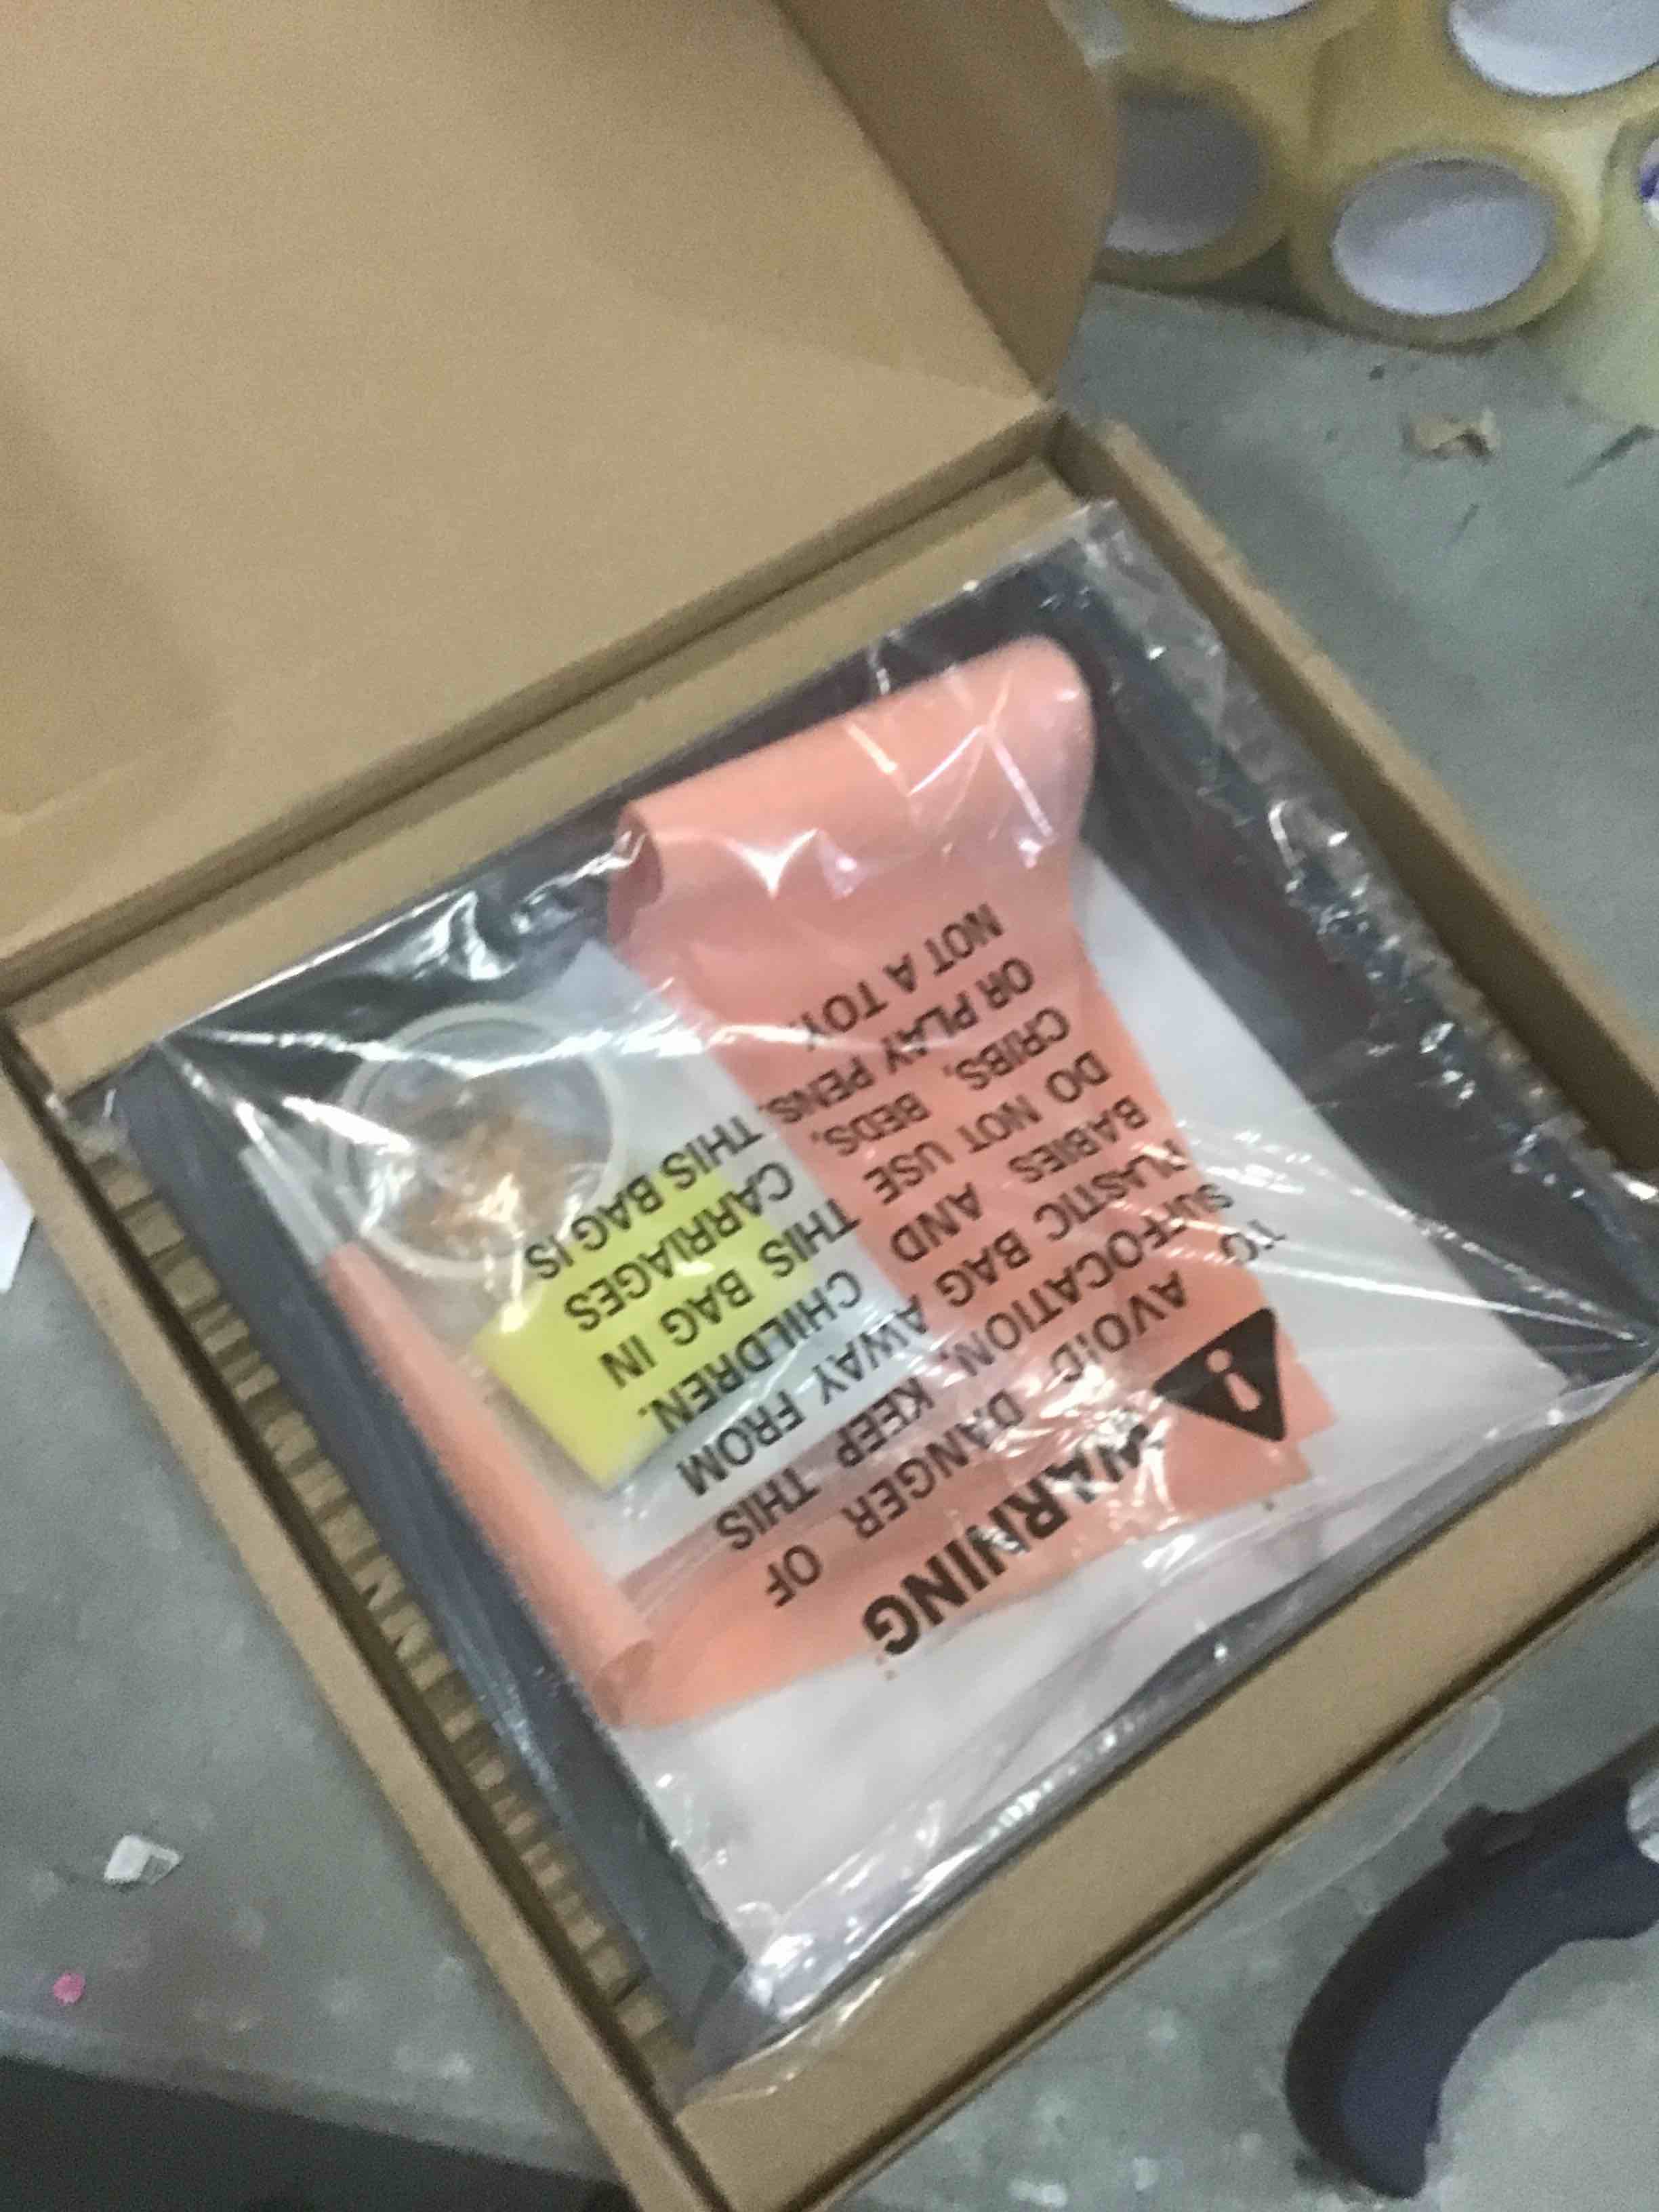 WARNING
TO AVOID DANGER OF
SUFFOCATION, KEEP THIS
PLASTIC BAG AWAY FROM
BABIES AND CHILDREN.
DO NOT USE THIS BAG IN
CRIBS, BEDS, CARRIAGES
OR PLAY PENS. THIS BAG IS
NOT A TOY.